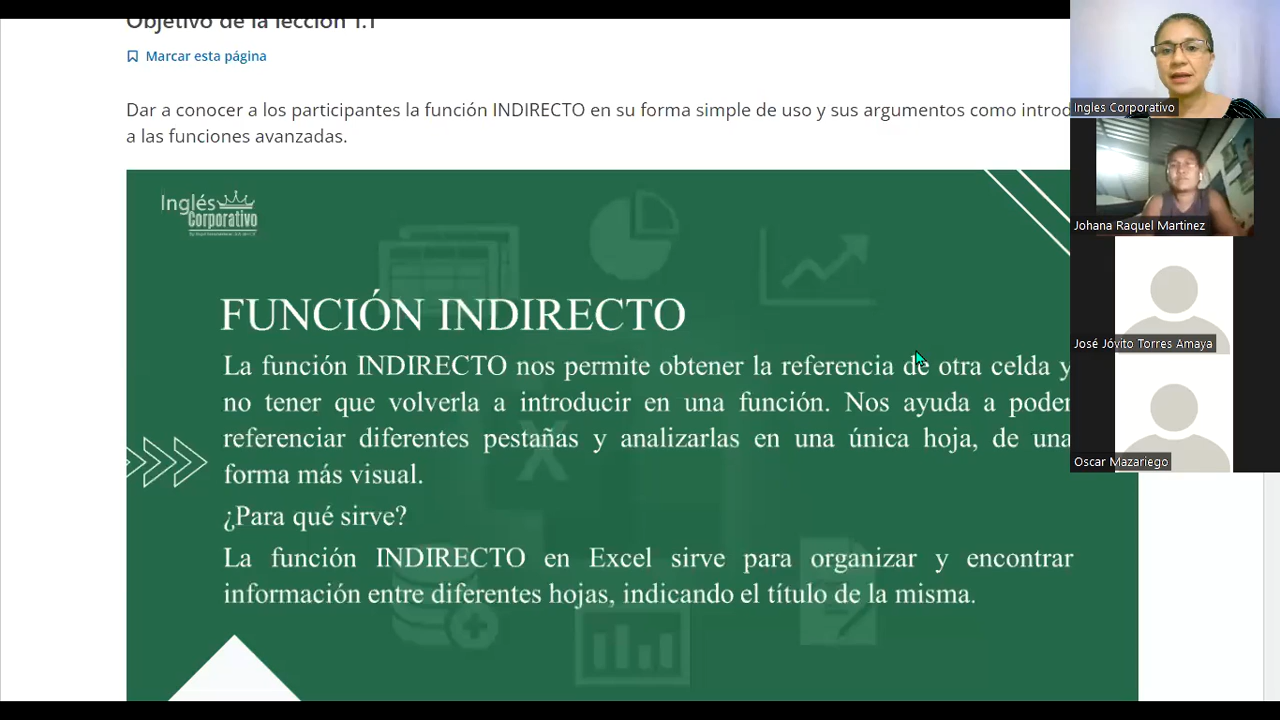 Objetivo de la lección 1.1
Marcar esta página
Dar a conocer a los participantes la función INDIRECTO en su forma simple de uso y sus argumentos como introd
a las funciones avanzadas.
Inglés
Corporativo
FUNCIÓN INDIRECTO
La función INDIRECTO nos permite obtener la referencia de otra celda y
no tener que volverla a introducir en una función. Nos ayuda a poder
referenciar diferentes pestañas y analizarlas en una única hoja, de una
forma más visual.
¿Para qué sirve?
La función INDIRECTO en Excel sirve para organizar y encontrar
información entre diferentes hojas, indicando el título de la misma.
Ingles Corporativo
Johana Raquel Martinez
José Jóvito Torres Amaya
Oscar Mazariego